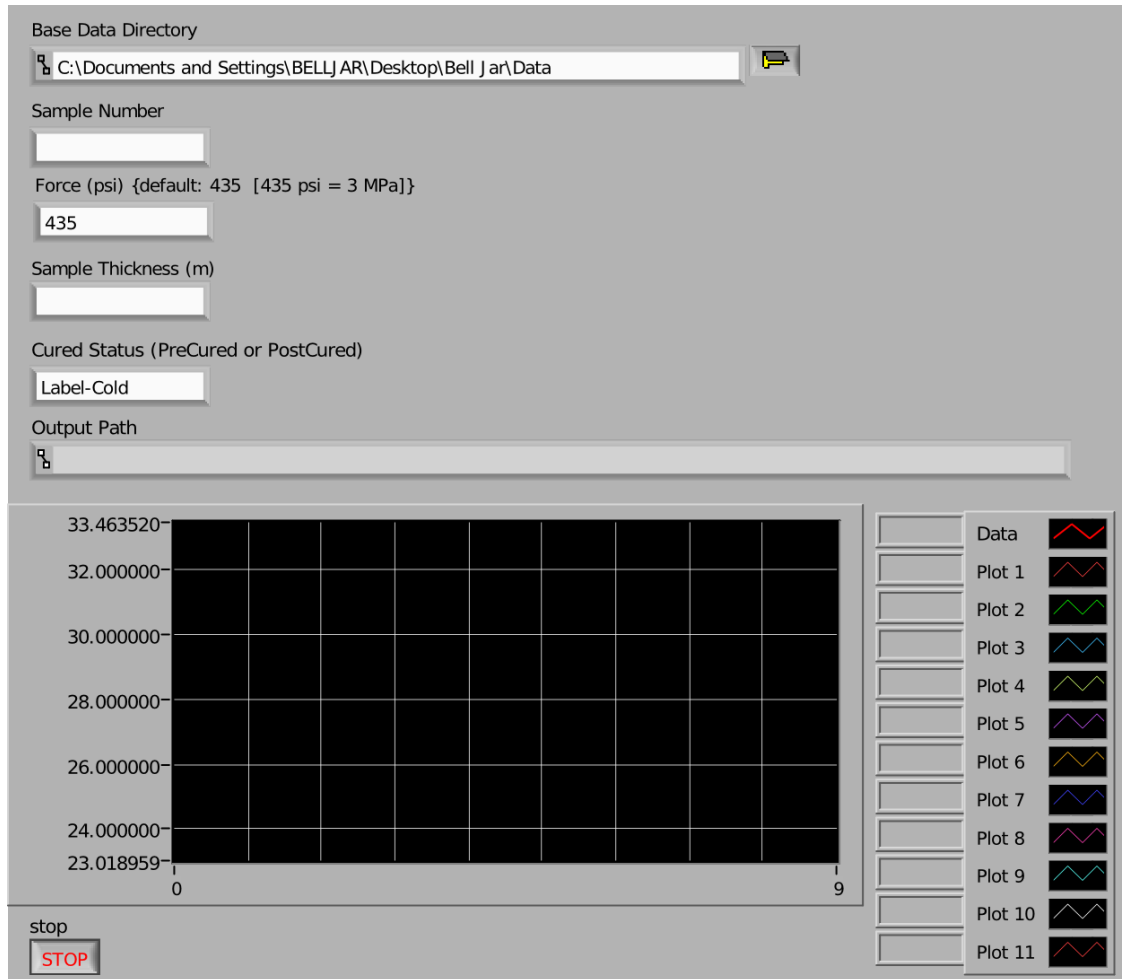 Base Data Directory
C:\Documents and Settings\BELLJAR\Desktop\Bell Jar\Data
Sample Number
Force (psi) {default: 435 [435 psi = 3 MPa]}
435
Sample Thickness (m)
Cured Status (PreCured or PostCured)
Label-Cold
Output Path
33.463520
32.000000
30.000000
28.000000
26.000000
24.000000
23.018959
0 9
Data
Plot 1
Plot 2
Plot 3
Plot 4
Plot 5
Plot 6
Plot 7
Plot 8
Plot 9
Plot 10
Plot 11
stop
STOP